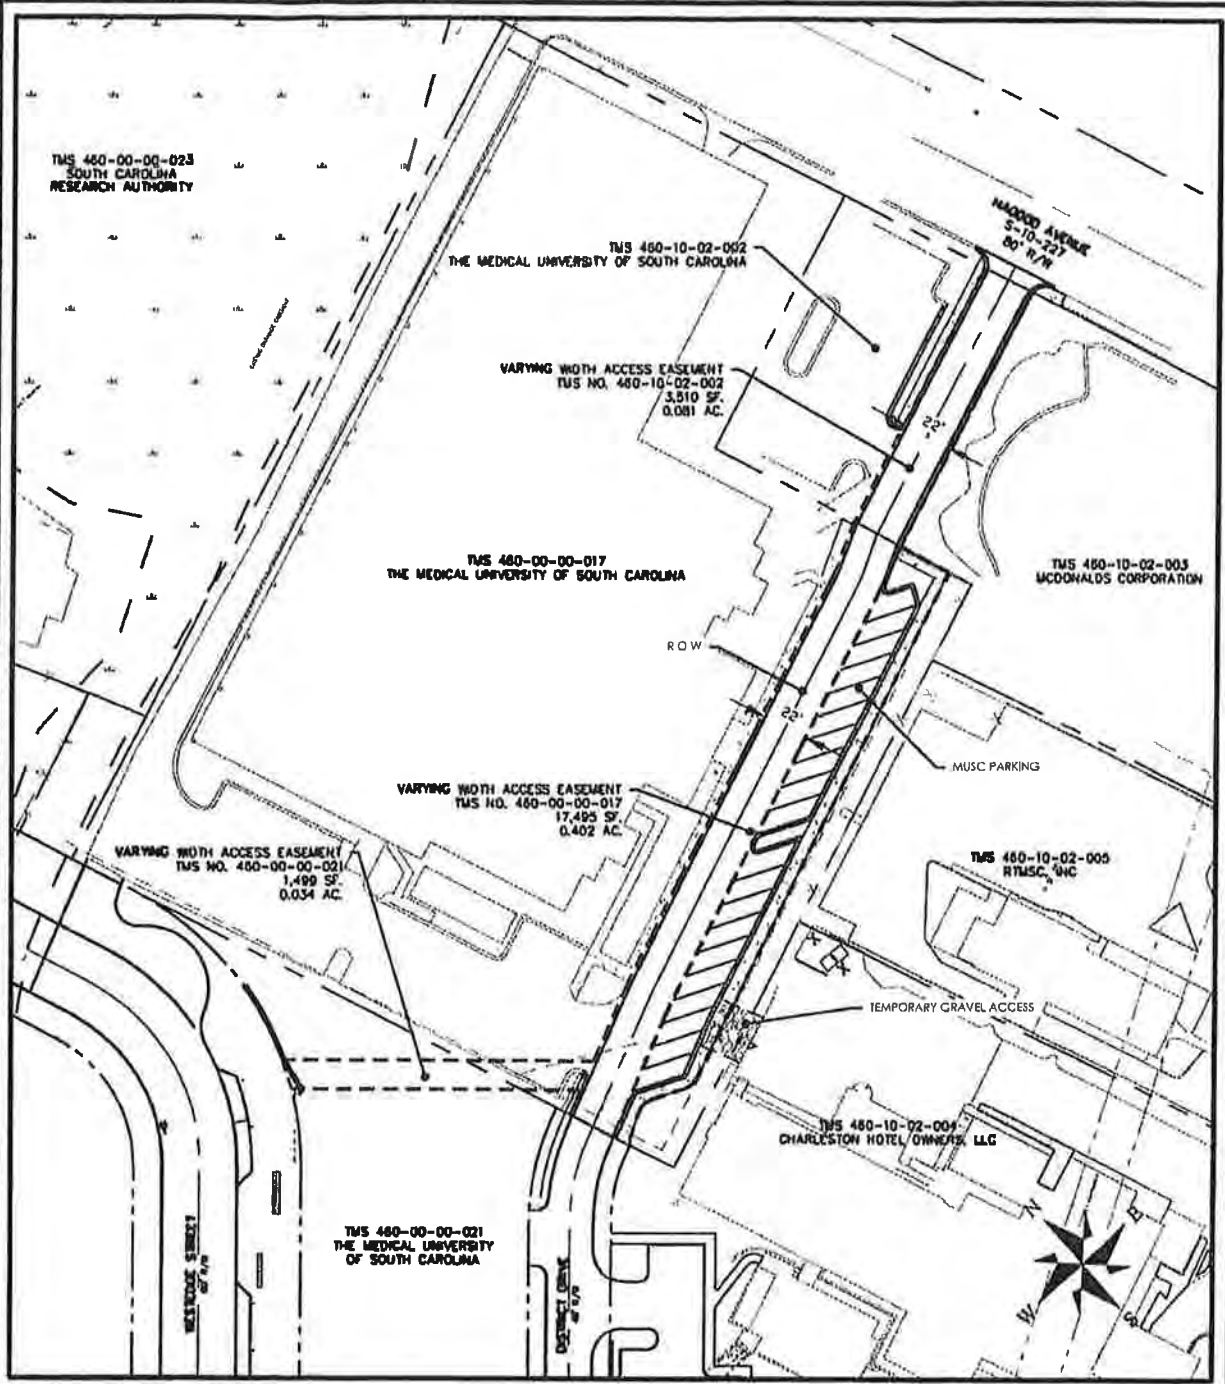 TMS 460-00-00-023
SOUTH CAROLINA
RESEARCH AUTHORITY
HAGOOD AVENUE
S-10-227
80' R/W
TMS 460-10-02-002
THE MEDICAL UNIVERSITY OF SOUTH CAROLINA
VARYING WIDTH ACCESS EASEMENT
TMS NO. 460-10-02-002
3,510 SF.
0.081 AC.
22'
TMS 460-00-00-017
THE MEDICAL UNIVERSITY OF SOUTH CAROLINA
TMS 460-10-02-003
MCDONALDS CORPORATION
ROW
22'
MUSC PARKING
VARYING WIDTH ACCESS EASEMENT
TMS NO. 460-00-00-017
17,495 SF.
0.402 AC.
VARYING WIDTH ACCESS EASEMENT
TMS NO. 460-00-00-021
1,499 SF.
0.034 AC.
TMS 460-10-02-005
RTMSC, INC
TEMPORARY GRAVEL ACCESS
TMS 460-10-02-004
CHARLESTON HOTEL OWNERS, LLC
TMS 460-00-00-021
THE MEDICAL UNIVERSITY
OF SOUTH CAROLINA
WESTEDGE STREET
DISTRICT DRIVE
N
E
W
S